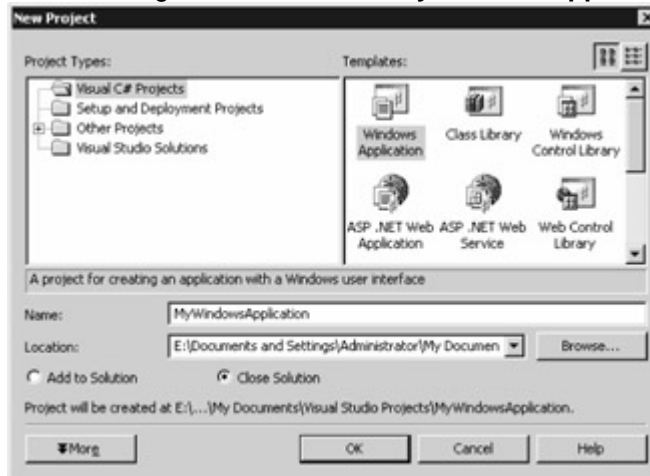 New Project
Project Types:
Templates:
Visual C# Projects
Setup and Deployment Projects
Other Projects
Visual Studio Solutions
Windows Application
Class Library
Windows Control Library
ASP .NET Web Application
ASP .NET Web Service
Web Control Library
A project for creating an application with a Windows user interface
Name:
MyWindowsApplication
Location:
E:\Documents and Settings\Administrator\My Documen
Browse...
Add to Solution
Close Solution
Project will be created at E:\...\My Documents\Visual Studio Projects\MyWindowsApplication.
More
OK
Cancel
Help